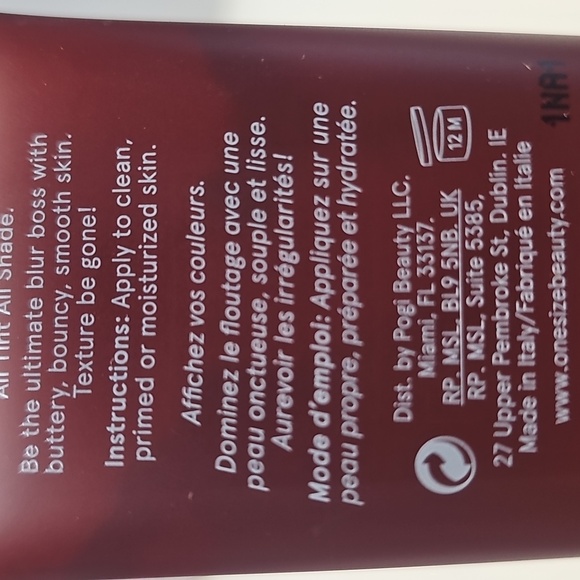 All Tint All Shade.
Be the ultimate blur boss with
buttery, bouncy, smooth skin.
Texture be gone!
Instructions: Apply to clean,
primed or moisturized skin.
Affichez vos couleurs.
Dominez le floutage avec une
peau onctueuse, souple et lisse.
Aurevoir les irrégularités!
Mode d'emploi: Appliquez sur une
peau propre, préparée et hydratée.
Dist. by Pogi Beauty LLC.
Miami, FL 33137.
RP. MSL. BL9 5NB. UK
RP. MSL, Suite 5385,
27 Upper Pembroke St, Dublin. IE
Made in Italy/Fabriqué en Italie
www.onesizebeauty.com
12 M